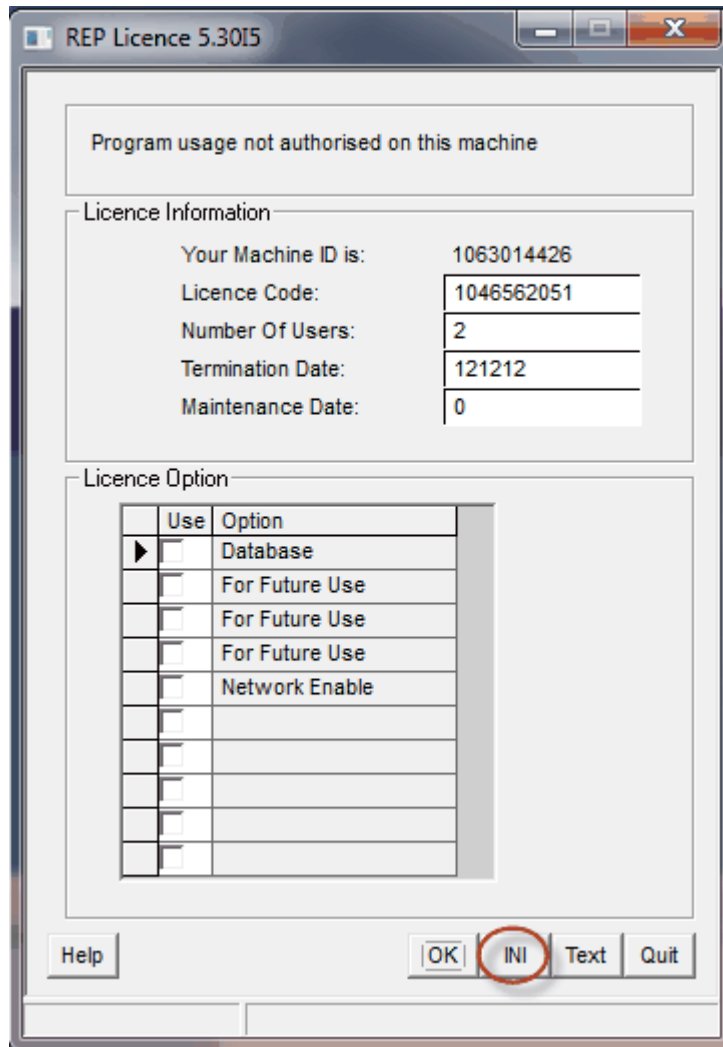 REP Licence 5.30I5
Program usage not authorised on this machine
Licence Information
Your Machine ID is: 1063014426
Licence Code: 1046562051
Number Of Users: 2
Termination Date: 121212
Maintenance Date: 0
Licence Option
Use Option
Database
For Future Use
For Future Use
For Future Use
Network Enable
Help OK INI Text Quit